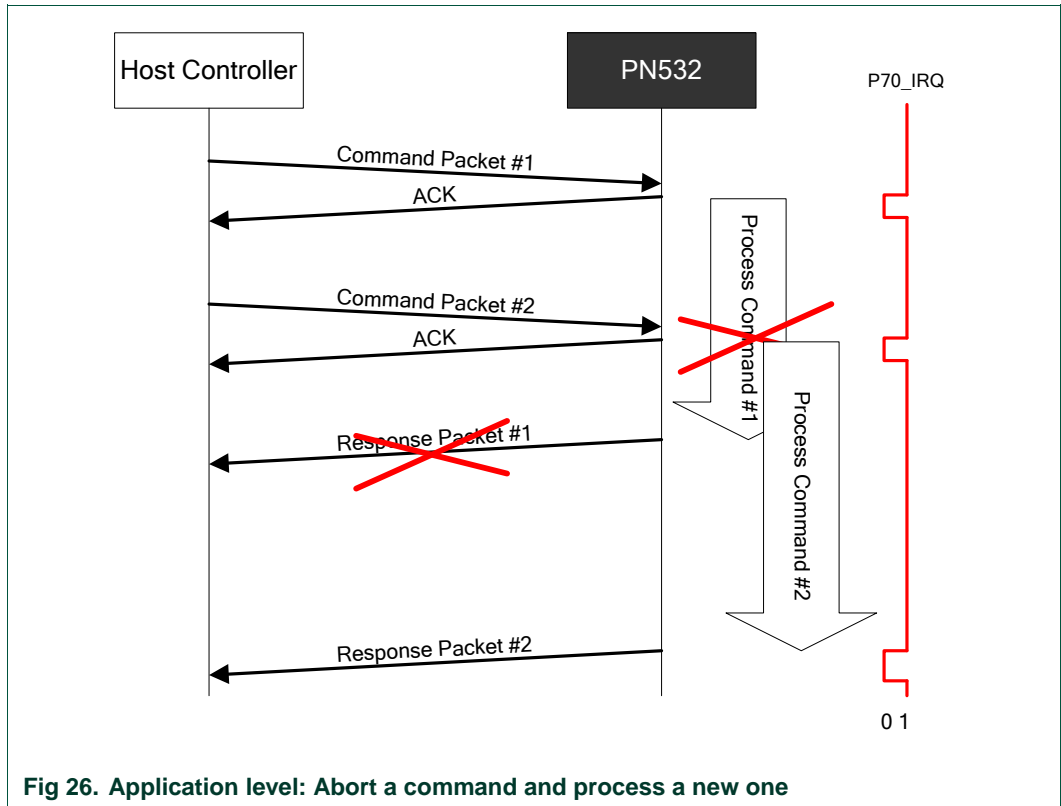 Host Controller
PN532
P70_IRQ
Command Packet #1
ACK
Process Command #1
Command Packet #2
ACK
Process Command #2
Response Packet #1
Response Packet #2
0 1
Fig 26. Application level: Abort a command and process a new one